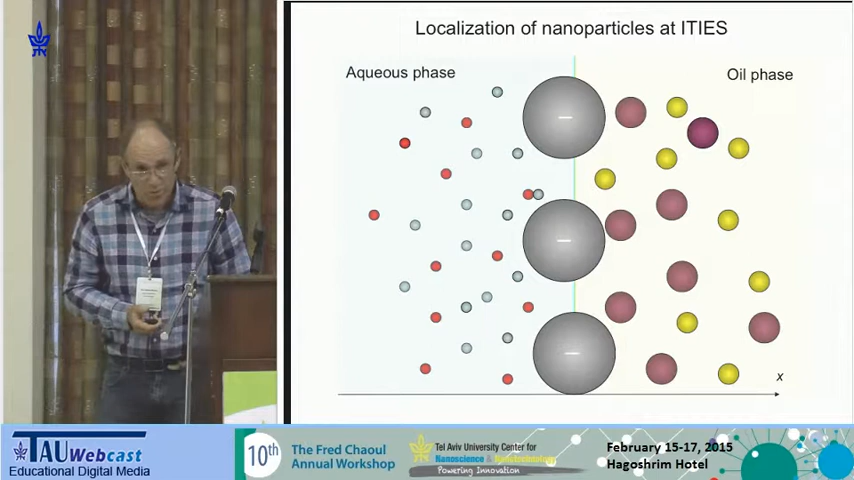 Localization of nanoparticles at ITIES
Aqueous phase
Oil phase
x
TAU Webcast
Educational Digital Media
10th
The Fred Chaoul
Annual Workshop
Tel Aviv University Center for
Nanoscience & Nanotechnology
Powering Innovation
February 15-17, 2015
Hagoshrim Hotel